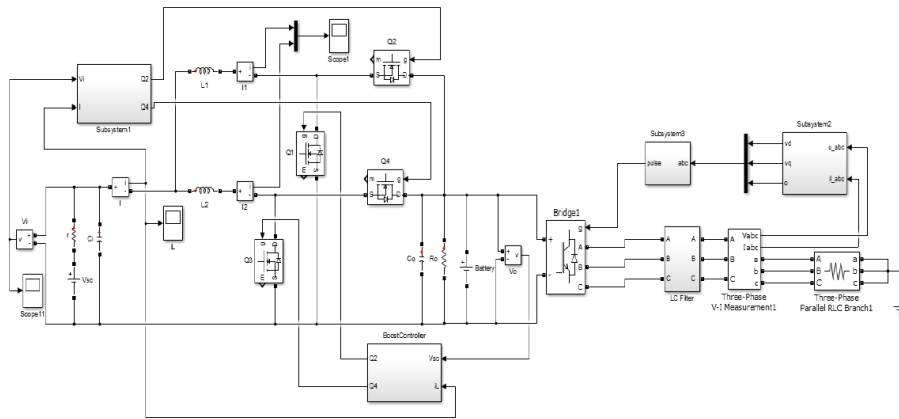 Q2
m
g
S
D
Scope1
Vi
I
Q2
Q4
Subsystem1
L1
+
-
i
I1
Q1
g
D
E
S
Q4
m
g
S
D
L2
+
-
i
I2
+
-
i
I
L
Vi
v
+
-
r
Ci
Vsc
Scope11
Q3
g
D
E
S
Co
Ro
Battery
+
-
v
Vo
BoostController
Q2
Q4
Vsc
iL
Bridge1
g
+
-
A
B
C
Subsystem3
pulse
abc
vd
vq
o
Subsystem2
u_abc
il_abc
A
B
C
A
B
C
LC Filter
A
B
C
Vabc
Iabc
a
b
c
Three-Phase
V-I Measurement1
A
B
C
a
b
c
Three-Phase
Parallel RLC Branch1